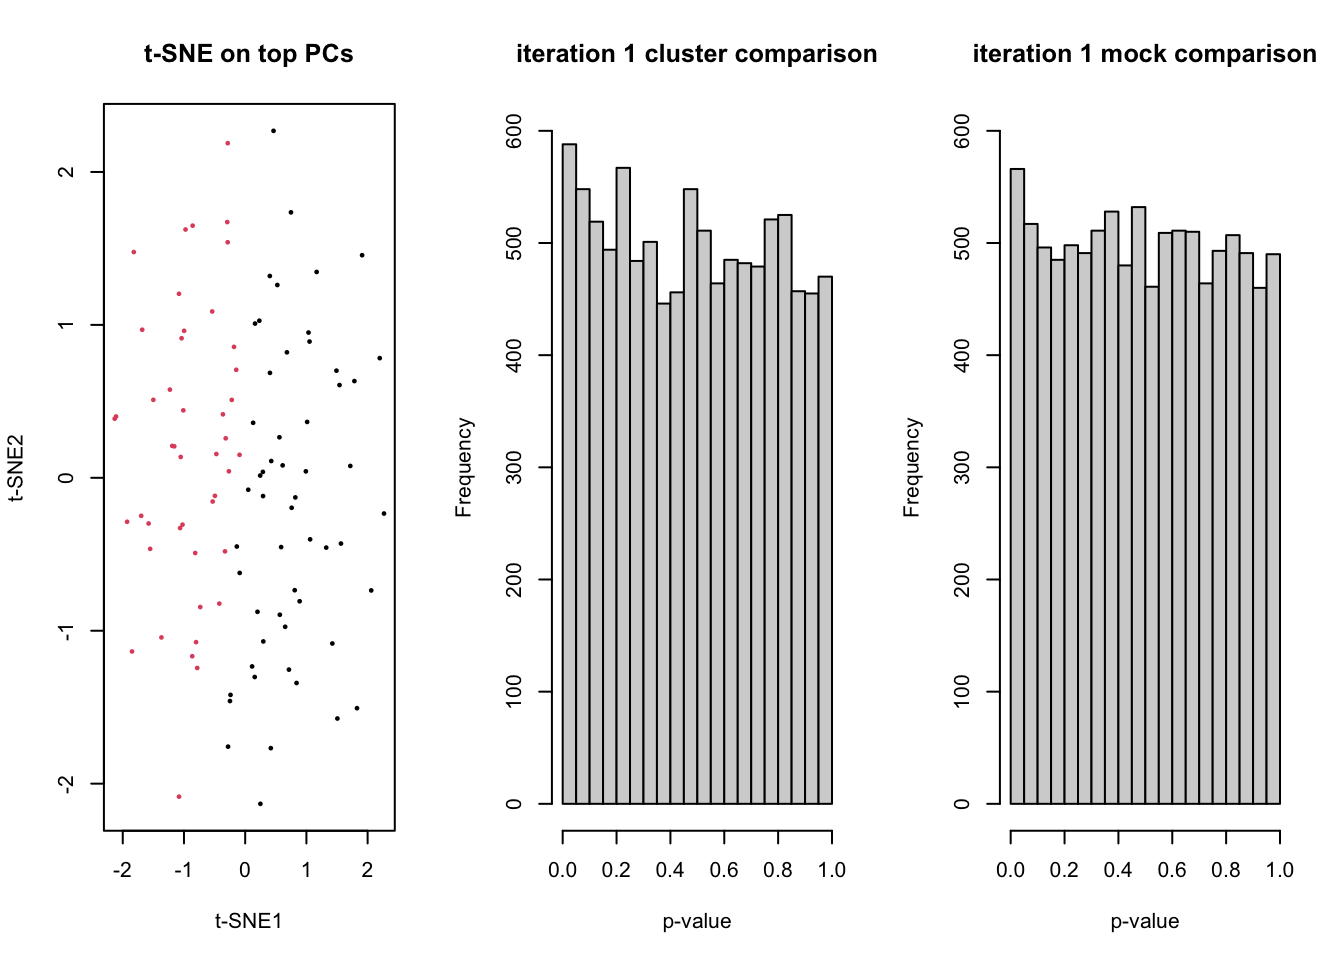 t-SNE on top PCs
t-SNE2
2
1
0
-1
-2
-2 -1 0 1 2
t-SNE1
iteration 1 cluster comparison
Frequency
600
500
400
300
200
100
0
0.0 0.2 0.4 0.6 0.8 1.0
p-value
iteration 1 mock comparison
Frequency
600
500
400
300
200
100
0
0.0 0.2 0.4 0.6 0.8 1.0
p-value